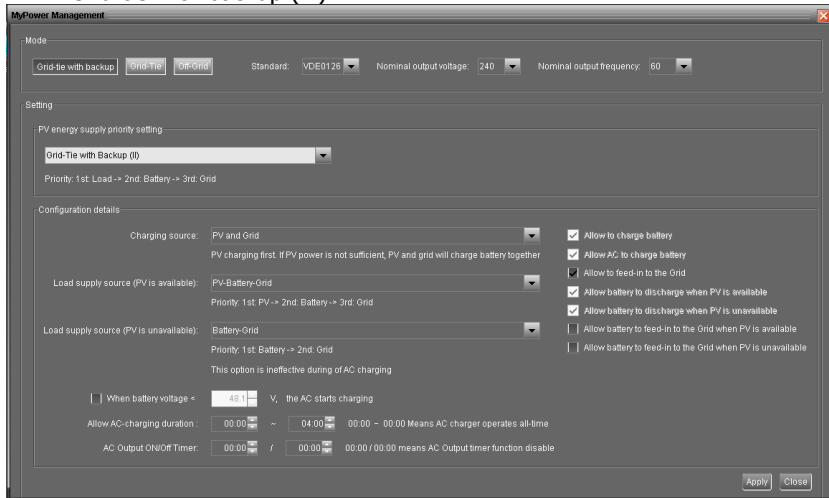 MyPower Management
Mode
Grid-tie with backup Grid-Tie Off-Grid Standard: VDE0126 Nominal output voltage: 240 Nominal output frequency: 60
Setting
PV energy supply priority setting
Grid-Tie with Backup (II)
Priority: 1st: Load -> 2nd: Battery -> 3rd: Grid
Configuration details
Charging source: PV and Grid
PV charging first. If PV power is not sufficient, PV and grid will charge battery together
Load supply source (PV is available): PV-Battery-Grid
Priority: 1st: PV -> 2nd: Battery -> 3rd: Grid
Load supply source (PV is unavailable): Battery-Grid
Priority: 1st: Battery -> 2nd: Grid
This option is ineffective during of AC charging
Allow to charge battery
Allow AC to charge battery
Allow to feed-in to the Grid
Allow battery to discharge when PV is available
Allow battery to discharge when PV is unavailable
Allow battery to feed-in to the Grid when PV is available
Allow battery to feed-in to the Grid when PV is unavailable
When battery voltage < 48.1 V, the AC starts charging
Allow AC-charging duration : 00:00 ~ 04:00 00:00 ~ 00:00 Means AC charger operates all-time
AC Output ON/Off Timer: 00:00 / 00:00 00:00 / 00:00 means AC Output timer function disable
Apply Close